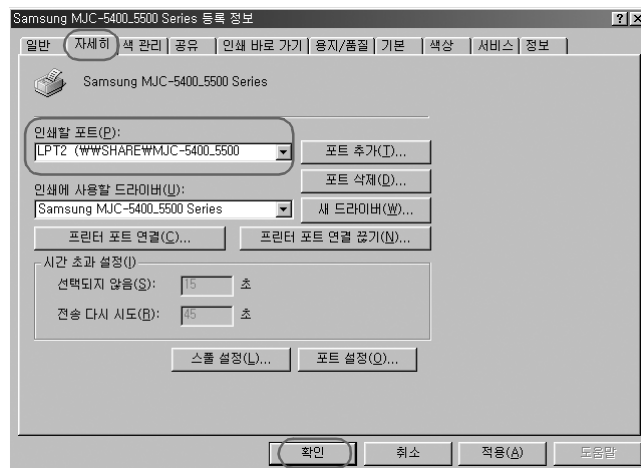 Samsung MJC-5400_5500 Series 등록 정보
일반 자세히 색 관리 공유 인쇄 바로 가기 용지/품질 기본 색상 서비스 정보
Samsung MJC-5400_5500 Series
인쇄할 포트(P):
LPT2 (₩₩SHARE₩MJC-5400_5500
포트 추가(T)...
포트 삭제(D)...
인쇄에 사용할 드라이버(U):
Samsung MJC-5400_5500 Series
새 드라이버(W)...
프린터 포트 연결(C)...
프린터 포트 연결 끊기(N)...
시간 초과 설정(I)
선택되지 않음(S): 15 초
전송 다시 시도(R): 45 초
스풀 설정(L)...
포트 설정(O)...
확인 취소 적용(A) 도움말